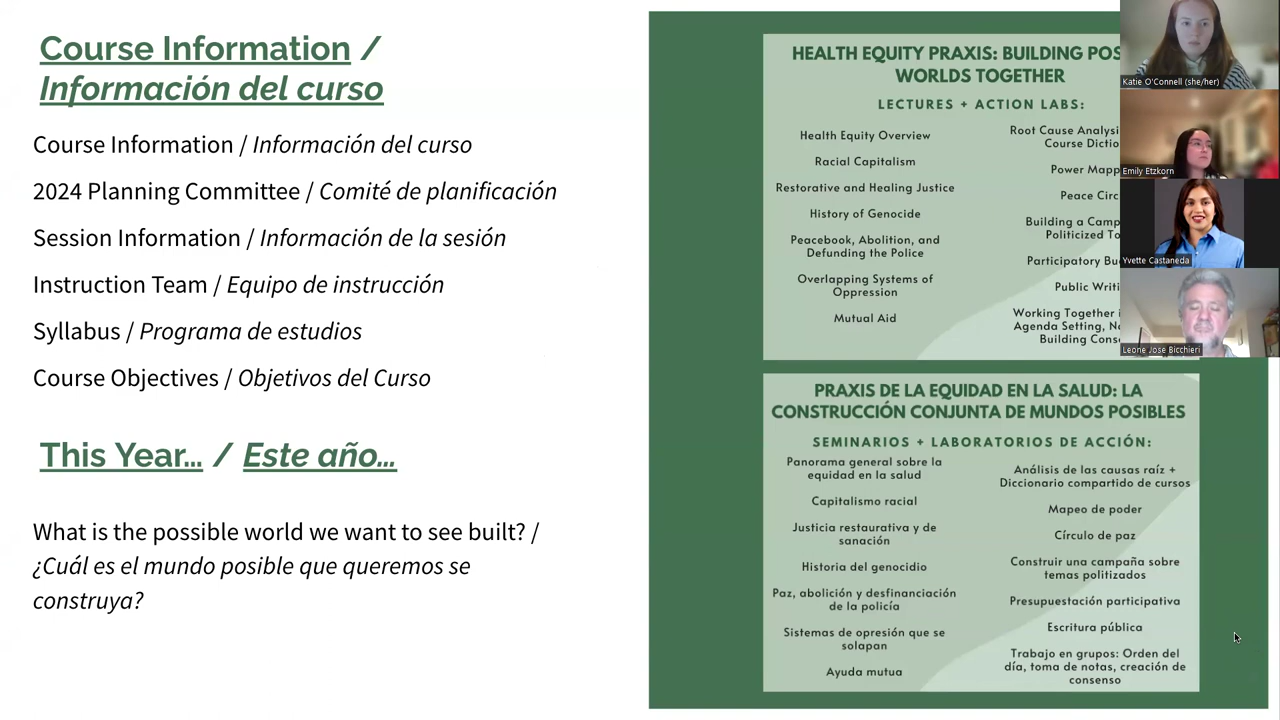 Course Information /
Información del curso
Course Information / Información del curso
2024 Planning Committee / Comité de planificación
Session Information / Información de la sesión
Instruction Team / Equipo de instrucción
Syllabus / Programa de estudios
Course Objectives / Objetivos del Curso
This Year… / Este año…
What is the possible world we want to see built? /
¿Cuál es el mundo posible que queremos se
construya?
HEALTH EQUITY PRAXIS: BUILDING
WORLDS TOGETHER
LECTURES + ACTION LABS:
Health Equity Overview
Racial Capitalism
Restorative and Healing Justice
History of Genocide
Peacebook, Abolition, and
Defunding the Police
Overlapping Systems of
Oppression
Mutual Aid
Root Cause
Course
Power
Peace
Building a
Politicized
Participatory
Public
Working Together
Agenda Setting,
Building
PRAXIS DE LA EQUIDAD EN LA SALUD: LA
CONSTRUCCIÓN CONJUNTA DE MUNDOS POSIBLES
SEMINARIOS + LABORATORIOS DE ACCIÓN:
Panorama general sobre la
equidad en la salud
Capitalismo racial
Justicia restaurativa y de
sanación
Historia del genocidio
Paz, abolición y desfinanciación
de la policía
Sistemas de opresión que se
solapan
Ayuda mutua
Análisis de las causas raíz +
Diccionario compartido de cursos
Mapeo de poder
Círculo de paz
Construir una campaña sobre
temas politizados
Presupuestación participativa
Escritura pública
Trabajo en grupos: Orden del
día, toma de notas, creación de
consenso
Katie O'Connell (she/her)
Emily Etzkorn
Yvette Castaneda
Leone Jose Bicchieri